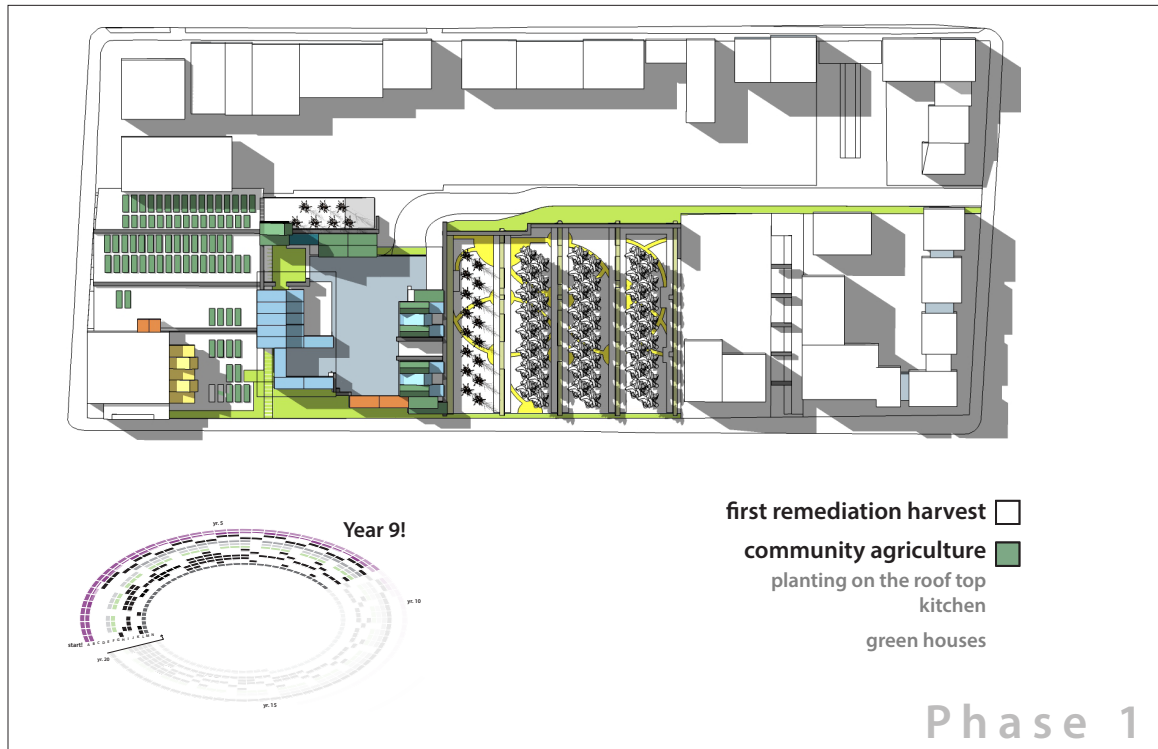 first remediation harvest
community agriculture
planting on the roof top
kitchen
green houses
Year 9!
yr. 5
yr. 10
start!
yr. 20
yr. 15
Phase 1